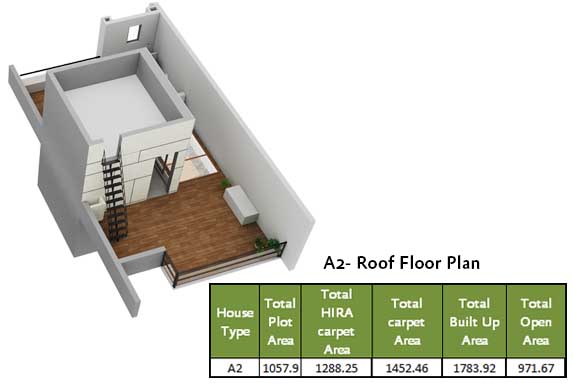 A2- Roof Floor Plan
House Type | Total Plot Area | Total HIRA carpet Area | Total carpet Area | Total Built Up Area | Total Open Area
A2 | 1057.9 | 1288.25 | 1452.46 | 1783.92 | 971.67